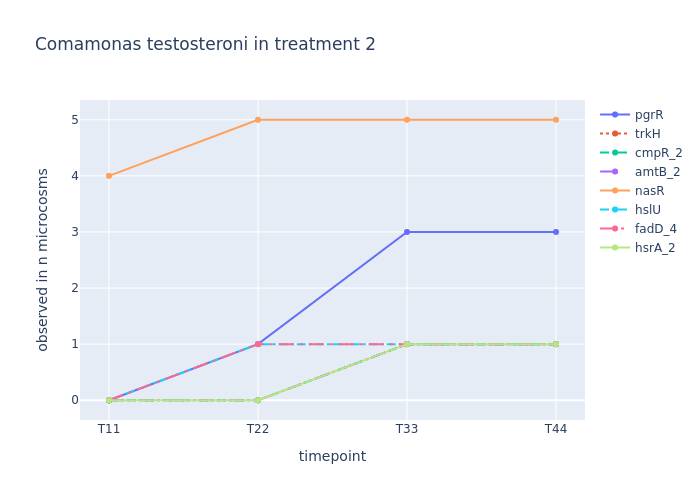 Comamonas testosteroni in treatment 2
observed in n microcosms
5
4
3
2
1
0
T11
T22
T33
T44
timepoint
pgrR
trkH
cmpR_2
amtB_2
nasR
hslU
fadD_4
hsrA_2